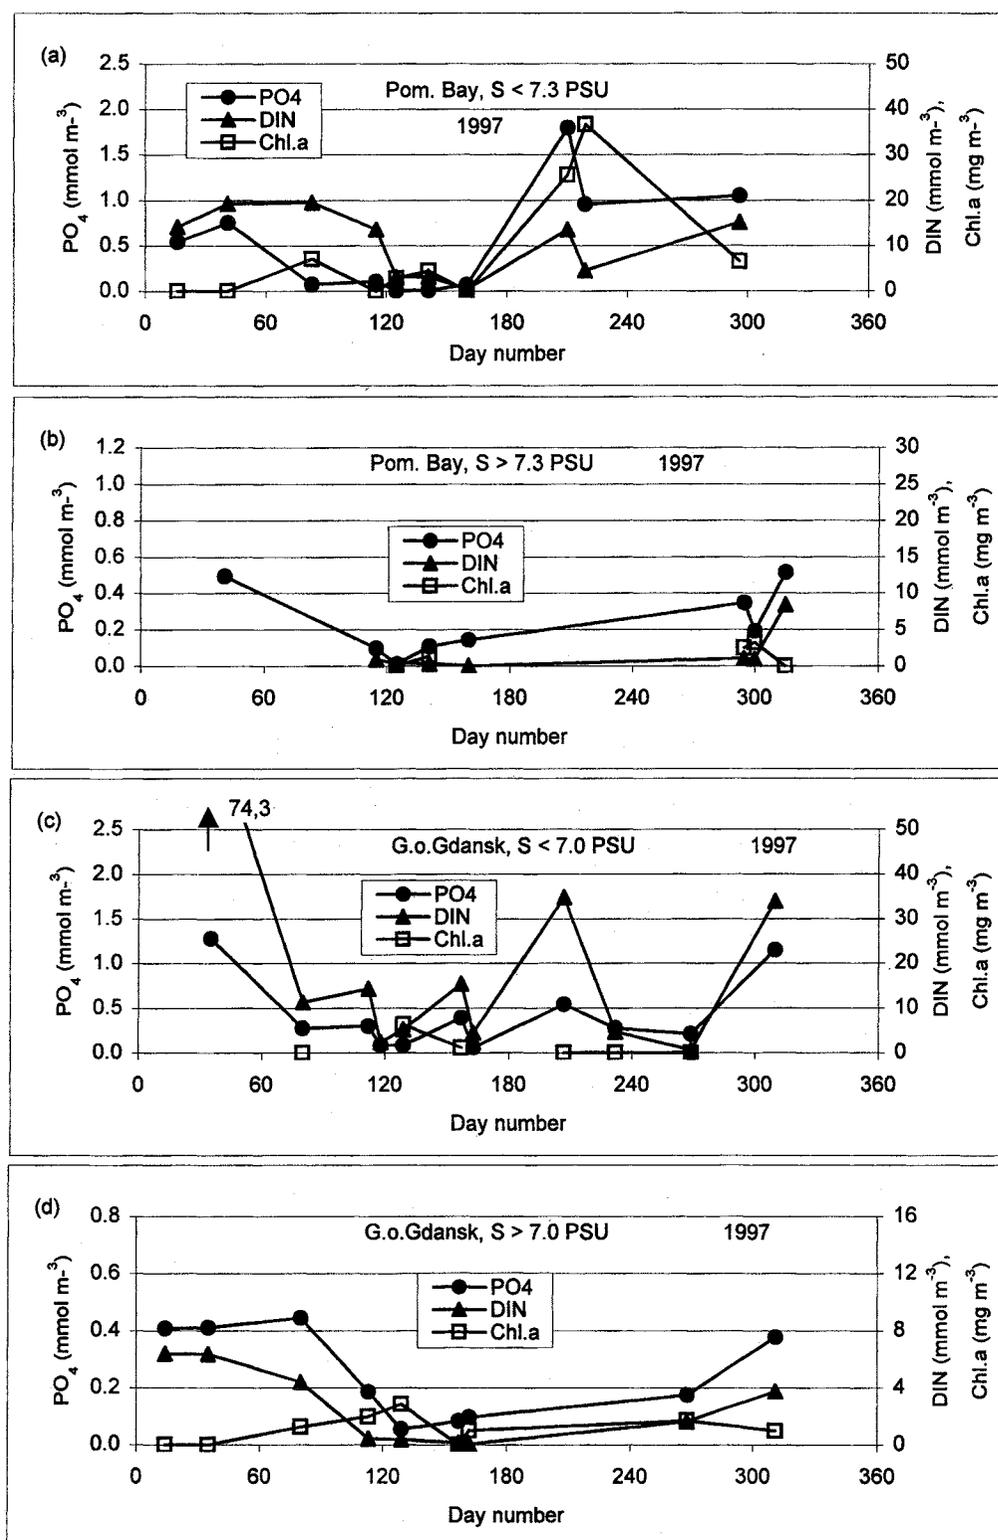 (a)
2.5
2.0
1.5
1.0
0.5
0.0
PO4 (mmol m-3)
PO4
DIN
Chl.a
Pom. Bay, S < 7.3 PSU
1997
50
40
30
20
10
0
DIN (mmol m-3),
Chl.a (mg m-3)
0 60 120 180 240 300 360
Day number
(b)
1.2
1.0
0.8
0.6
0.4
0.2
0.0
PO4 (mmol m-3)
Pom. Bay, S > 7.3 PSU 1997
PO4
DIN
Chl.a
30
25
20
15
10
5
0
DIN (mmol m-3),
Chl.a (mg m-3)
0 60 120 180 240 300 360
Day number
(c)
74,3
2.5
2.0
1.5
1.0
0.5
0.0
PO4 (mmol m-3)
G.o.Gdansk, S < 7.0 PSU 1997
PO4
DIN
Chl.a
50
40
30
20
10
0
DIN (mmol m-3),
Chl.a (mg m-3)
0 60 120 180 240 300 360
Day number
(d)
0.8
0.6
0.4
0.2
0.0
PO4 (mmol m-3)
G.o.Gdansk, S > 7.0 PSU 1997
PO4
DIN
Chl.a
16
12
8
4
0
DIN (mmol m-3),
Chl.a (mg m-3)
0 60 120 180 240 300 360
Day number